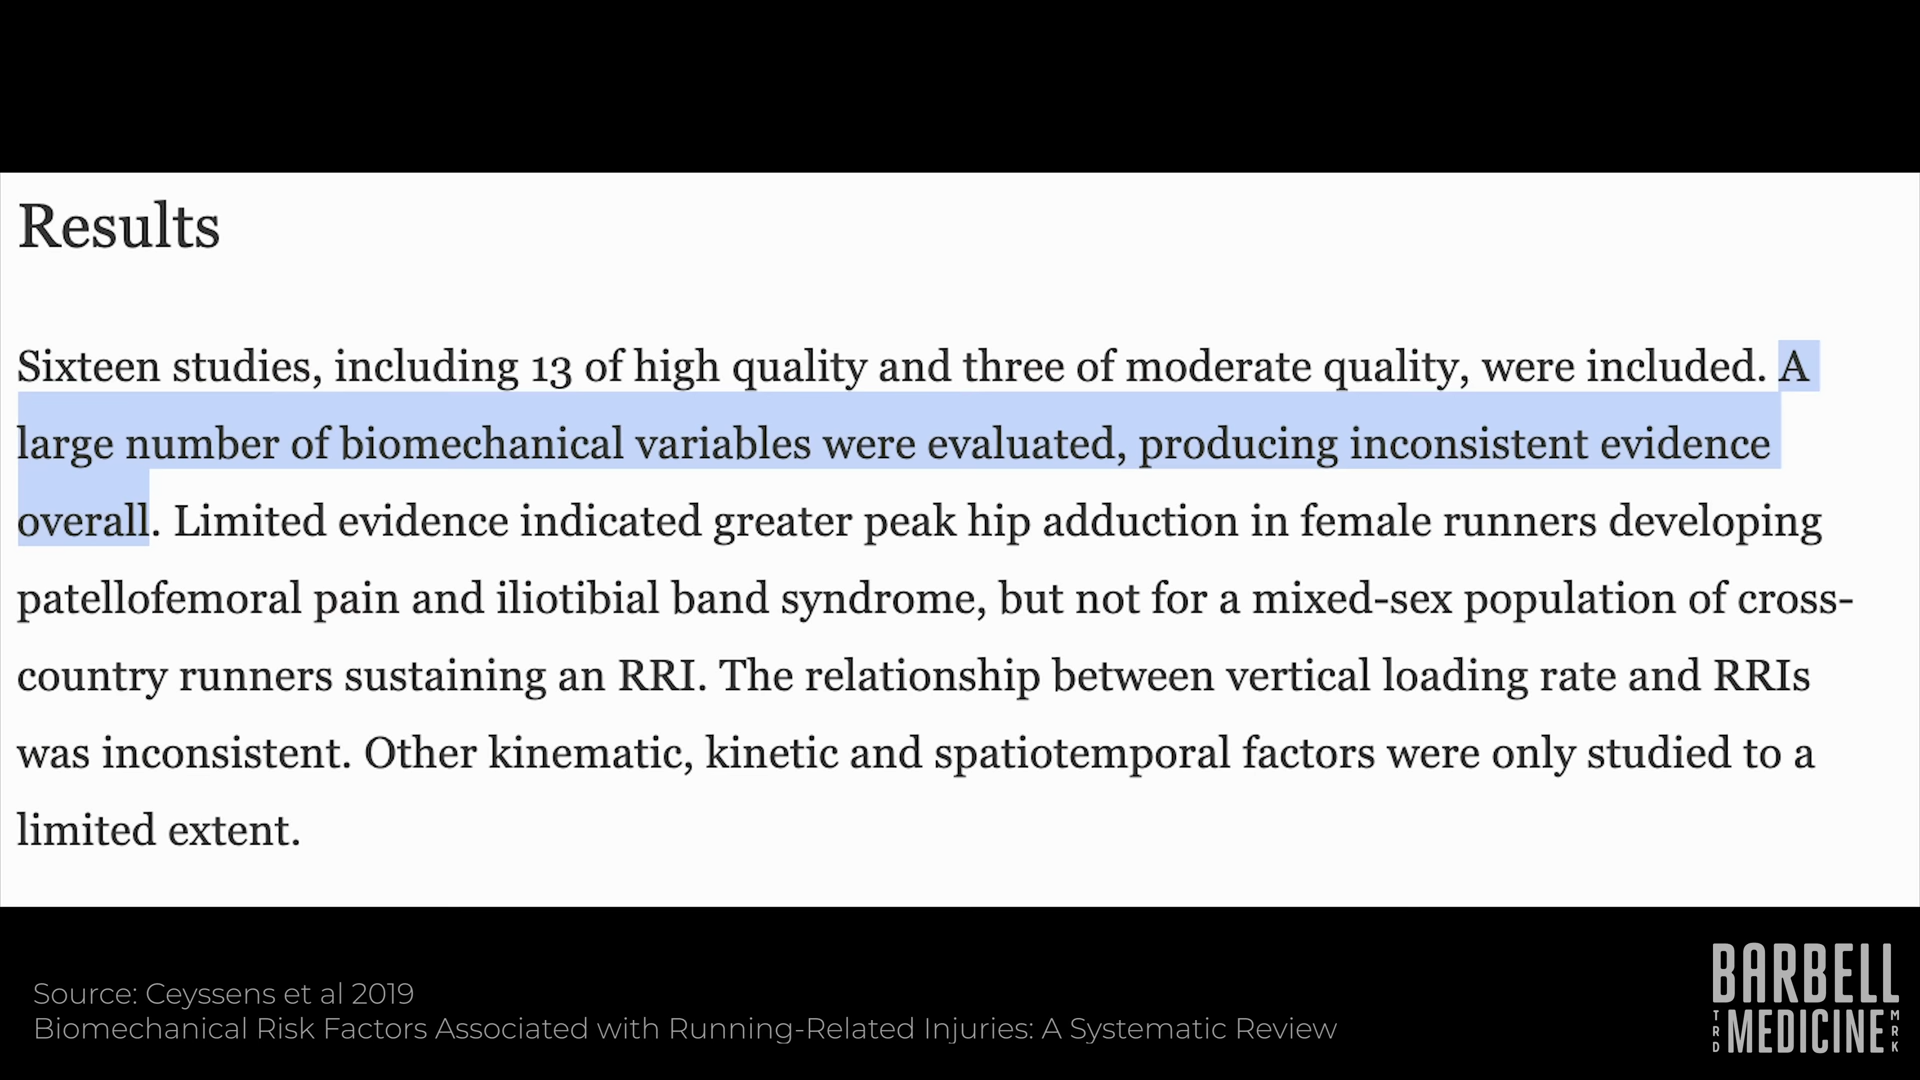 Results
Sixteen studies, including 13 of high quality and three of moderate quality, were included. A
large number of biomechanical variables were evaluated, producing inconsistent evidence
overall. Limited evidence indicated greater peak hip adduction in female runners developing
patellofemoral pain and iliotibial band syndrome, but not for a mixed-sex population of cross-
country runners sustaining an RRI. The relationship between vertical loading rate and RRIs
was inconsistent. Other kinematic, kinetic and spatiotemporal factors were only studied to a
limited extent.
Source: Ceyssens et al 2019
Biomechanical Risk Factors Associated with Running-Related Injuries: A Systematic Review
BARBELL
TRD MEDICINE MRK